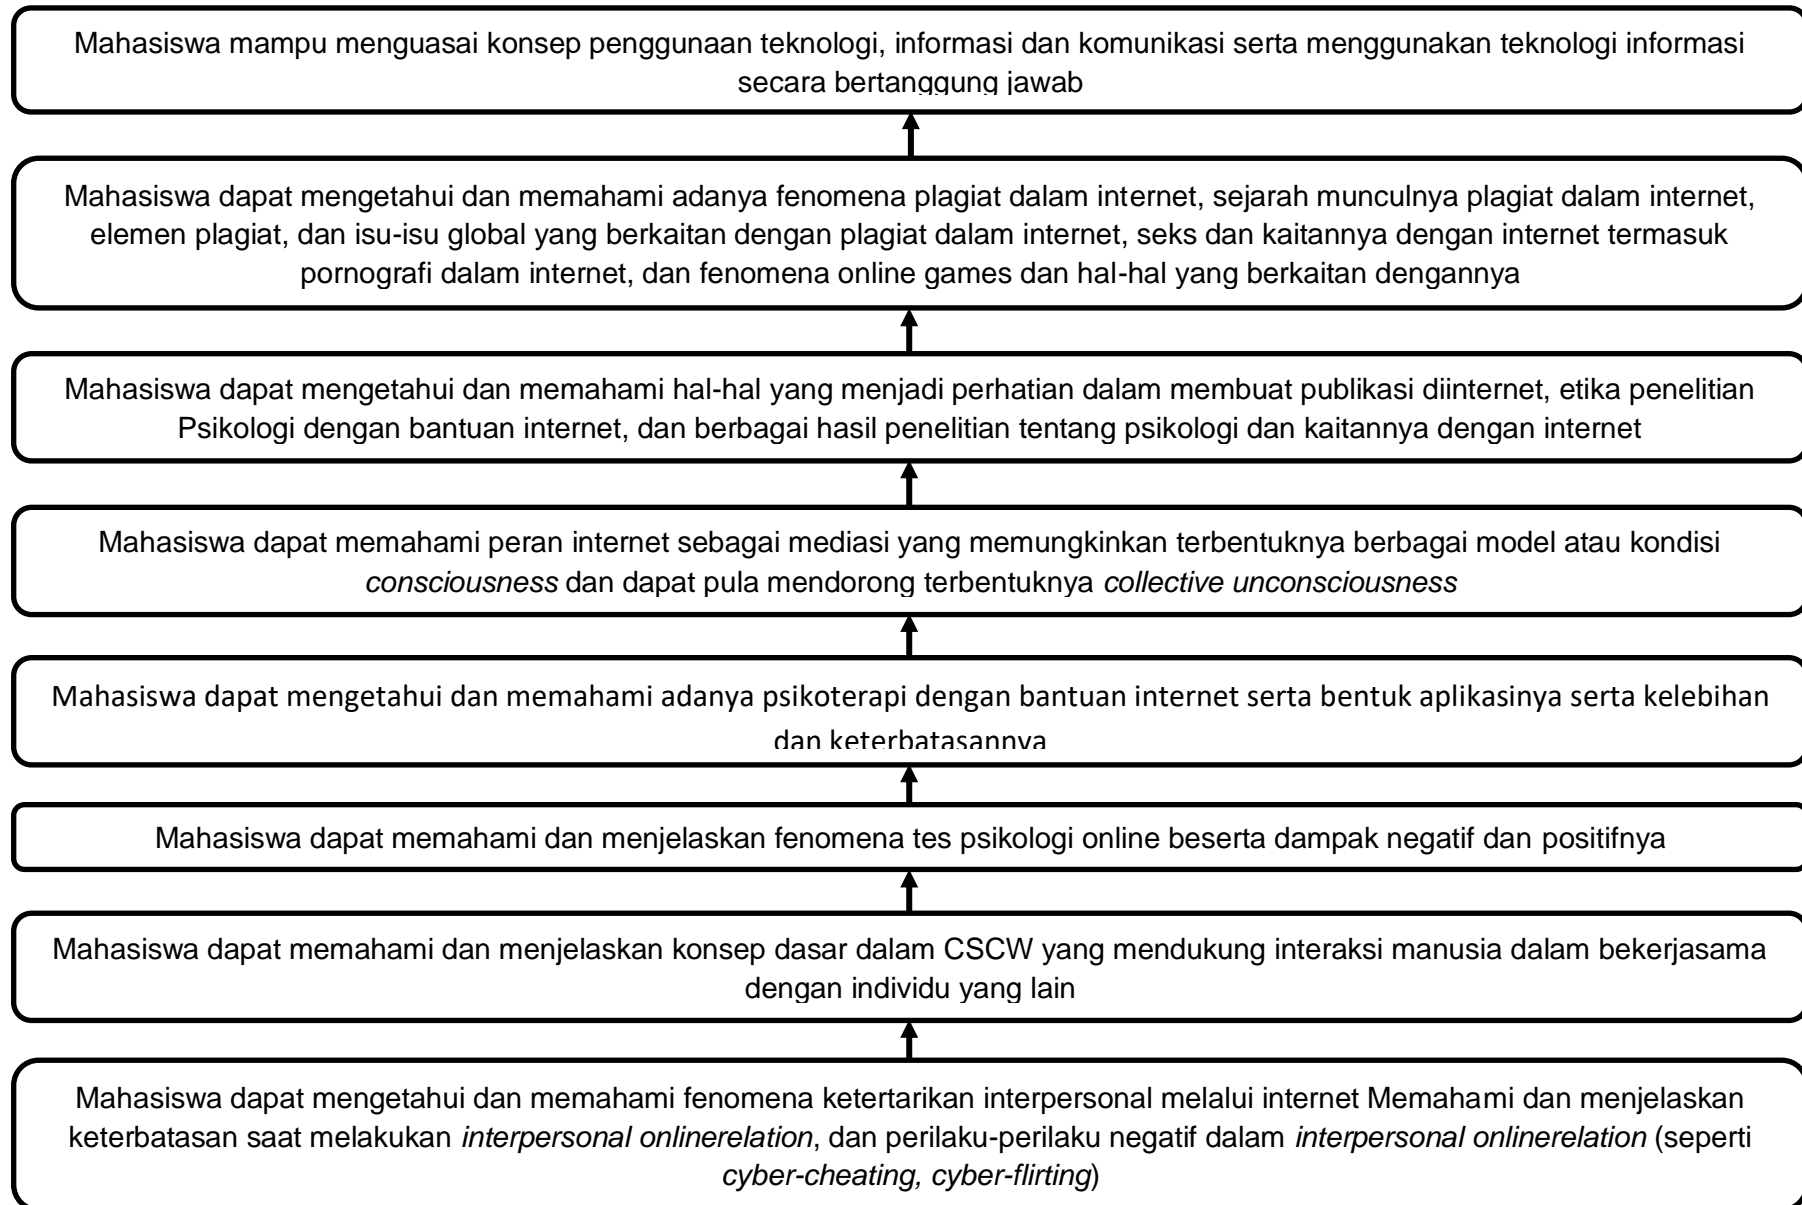 Mahasiswa mampu menguasai konsep penggunaan teknologi, informasi dan komunikasi serta menggunakan teknologi informasi
secara bertanggung jawab
Mahasiswa dapat mengetahui dan memahami adanya fenomena plagiat dalam internet, sejarah munculnya plagiat dalam internet,
elemen plagiat, dan isu-isu global yang berkaitan dengan plagiat dalam internet, seks dan kaitannya dengan internet termasuk
pornografi dalam internet, dan fenomena online games dan hal-hal yang berkaitan dengannya
Mahasiswa dapat mengetahui dan memahami hal-hal yang menjadi perhatian dalam membuat publikasi diinternet, etika penelitian
Psikologi dengan bantuan internet, dan berbagai hasil penelitian tentang psikologi dan kaitannya dengan internet
Mahasiswa dapat memahami peran internet sebagai mediasi yang memungkinkan terbentuknya berbagai model atau kondisi
consciousness dan dapat pula mendorong terbentuknya collective unconsciousness
Mahasiswa dapat mengetahui dan memahami adanya psikoterapi dengan bantuan internet serta bentuk aplikasinya serta kelebihan
dan keterbatasannya
Mahasiswa dapat memahami dan menjelaskan fenomena tes psikologi online beserta dampak negatif dan positifnya
Mahasiswa dapat memahami dan menjelaskan konsep dasar dalam CSCW yang mendukung interaksi manusia dalam bekerjasama
dengan individu yang lain
Mahasiswa dapat mengetahui dan memahami fenomena ketertarikan interpersonal melalui internet Memahami dan menjelaskan
keterbatasan saat melakukan interpersonal onlinerelation, dan perilaku-perilaku negatif dalam interpersonal onlinerelation (seperti
cyber-cheating, cyber-flirting)